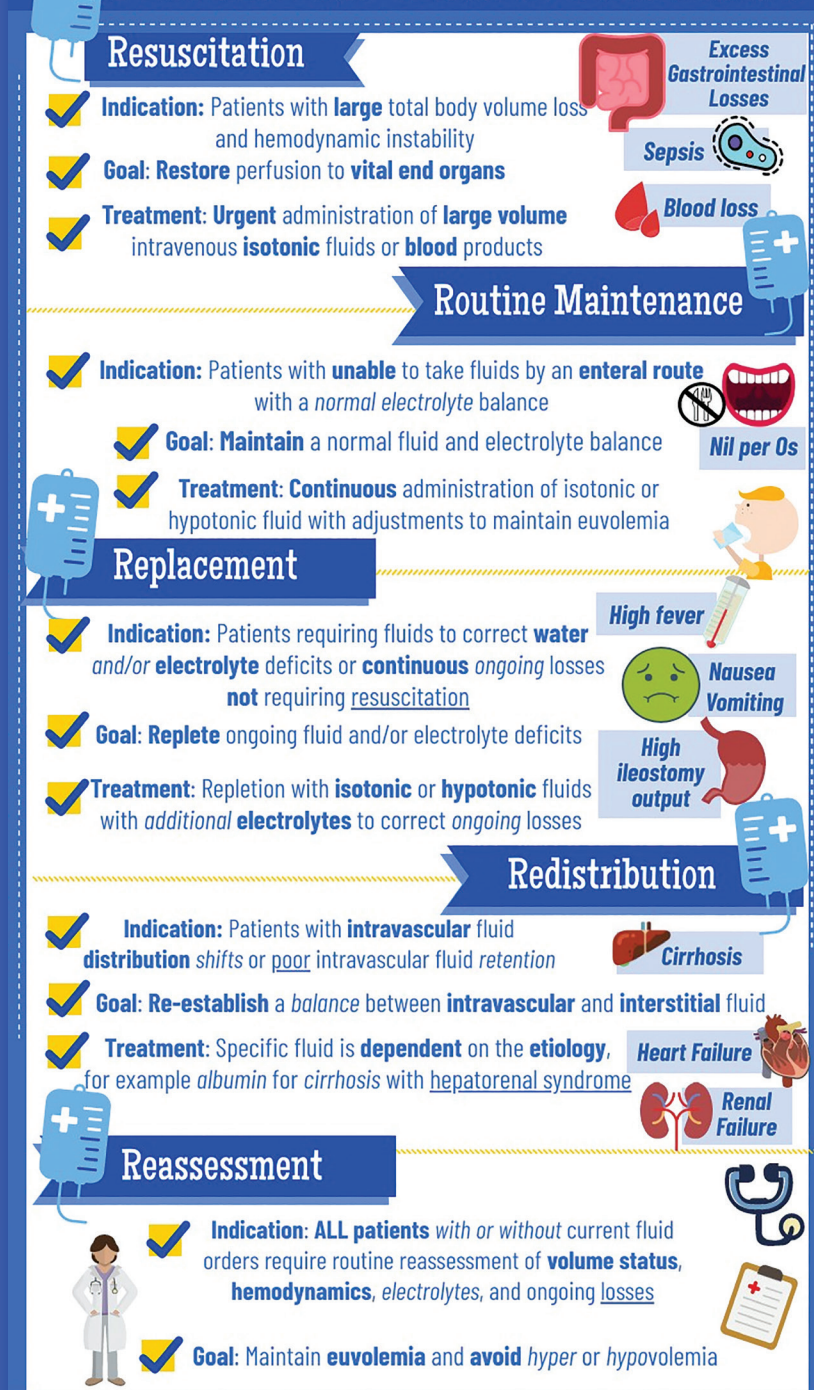 Resuscitation
Excess
Gastrointestinal
Losses
Indication: Patients with large total body volume loss
and hemodynamic instability
Sepsis
Goal: Restore perfusion to vital end organs
Blood loss
Treatment: Urgent administration of large volume
intravenous isotonic fluids or blood products
Routine Maintenance
Indication: Patients with unable to take fluids by an enteral route
with a normal electrolyte balance
Goal: Maintain a normal fluid and electrolyte balance
Nil per Os
Treatment: Continuous administration of isotonic or
hypotonic fluid with adjustments to maintain euvolemia
Replacement
High fever
Indication: Patients requiring fluids to correct water
and/or electrolyte deficits or continuous ongoing losses
not requiring resuscitation
Nausea
Vomiting
Goal: Replete ongoing fluid and/or electrolyte deficits
High
ileostomy
output
Treatment: Repletion with isotonic or hypotonic fluids
with additional electrolytes to correct ongoing losses
Redistribution
Indication: Patients with intravascular fluid
distribution shifts or poor intravascular fluid retention
Cirrhosis
Goal: Re-establish a balance between intravascular and interstitial fluid
Treatment: Specific fluid is dependent on the etiology,
for example albumin for cirrhosis with hepatorenal syndrome
Heart Failure
Renal
Failure
Reassessment
Indication: ALL patients with or without current fluid
orders require routine reassessment of volume status,
hemodynamics, electrolytes, and ongoing losses
Goal: Maintain euvolemia and avoid hyper or hypovolemia